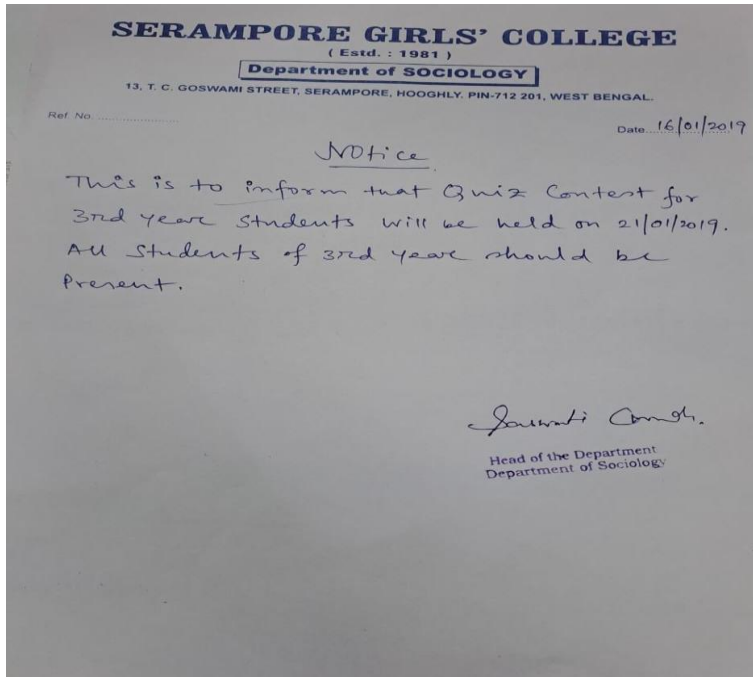 SERAMPORE GIRLS' COLLEGE
( Estd. : 1981 )
Department of SOCIOLOGY
13, T. C. GOSWAMI STREET, SERAMPORE, HOOGHLY. PIN-712 201, WEST BENGAL.
Ref. No. ........................
Date...16/01/2019
Notice
This is to inform that Quiz Contest for
3rd year students will be held on 21/01/2019.
All Students of 3rd year should be
Present.
Head of the Department
Department of Sociology